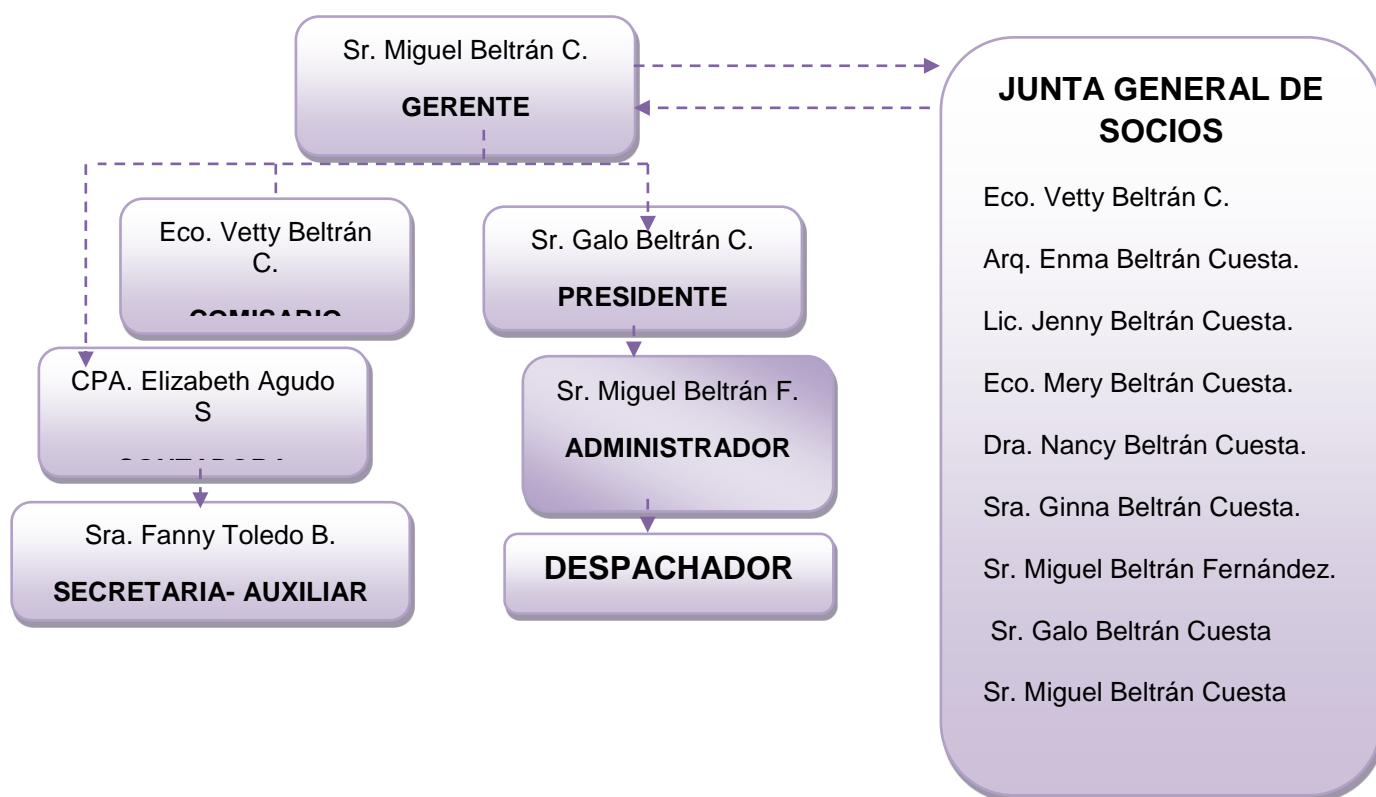 Sr. Miguel Beltrán C.
GERENTE
Eco. Vetty Beltrán
C.
COMISARIO
Sr. Galo Beltrán C.
PRESIDENTE
CPA. Elizabeth Agudo
S
CONTADORA
Sr. Miguel Beltrán F.
ADMINISTRADOR
Sra. Fanny Toledo B.
SECRETARIA- AUXILIAR
DESPACHADOR
JUNTA GENERAL DE
SOCIOS
Eco. Vetty Beltrán C.
Arq. Enma Beltrán Cuesta.
Lic. Jenny Beltrán Cuesta.
Eco. Mery Beltrán Cuesta.
Dra. Nancy Beltrán Cuesta.
Sra. Ginna Beltrán Cuesta.
Sr. Miguel Beltrán Fernández.
Sr. Galo Beltrán Cuesta
Sr. Miguel Beltrán Cuesta